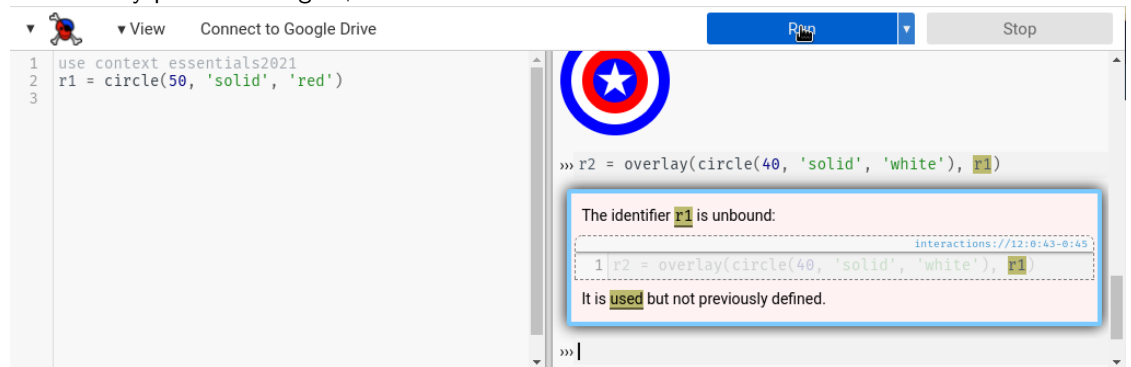 ▾ View Connect to Google Drive Run Stop
1 use context essentials2021
2 r1 = circle(50, 'solid', 'red')
3
››› r2 = overlay(circle(40, 'solid', 'white'), r1)
The identifier r1 is unbound:
interactions://12:0:43-0:45
1 r2 = overlay(circle(40, 'solid', 'white'), r1)
It is used but not previously defined.
›››